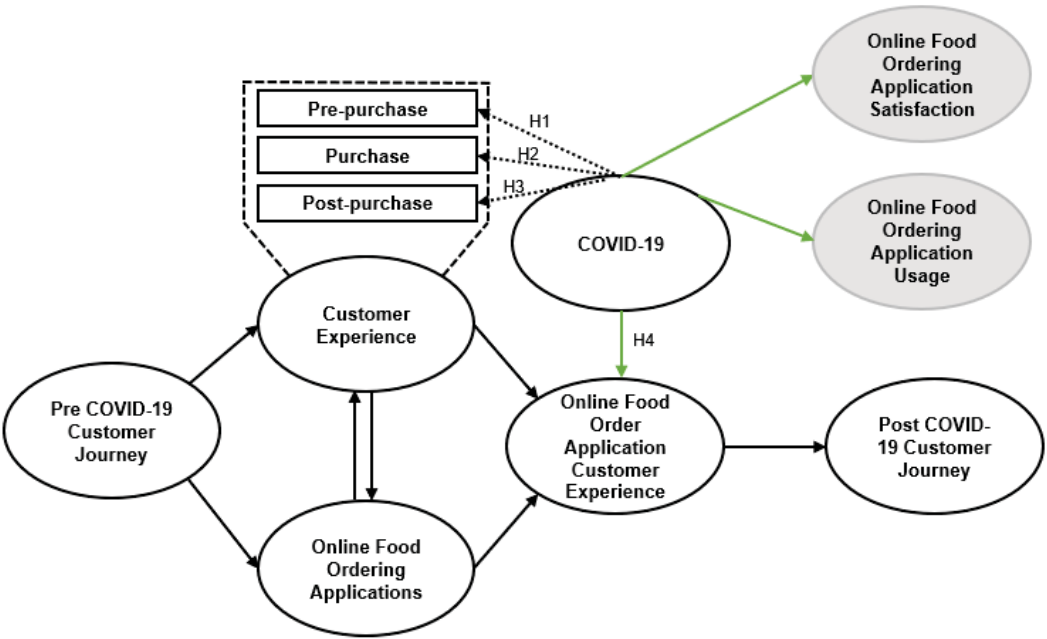 Online Food
Ordering
Application
Satisfaction
Pre-purchase
H1
Purchase
H2
Post-purchase
H3
COVID-19
Online Food
Ordering
Application
Usage
Customer
Experience
H4
Pre COVID-19
Customer
Journey
Online Food
Order
Application
Customer
Experience
Post COVID-
19 Customer
Journey
Online Food
Ordering
Applications